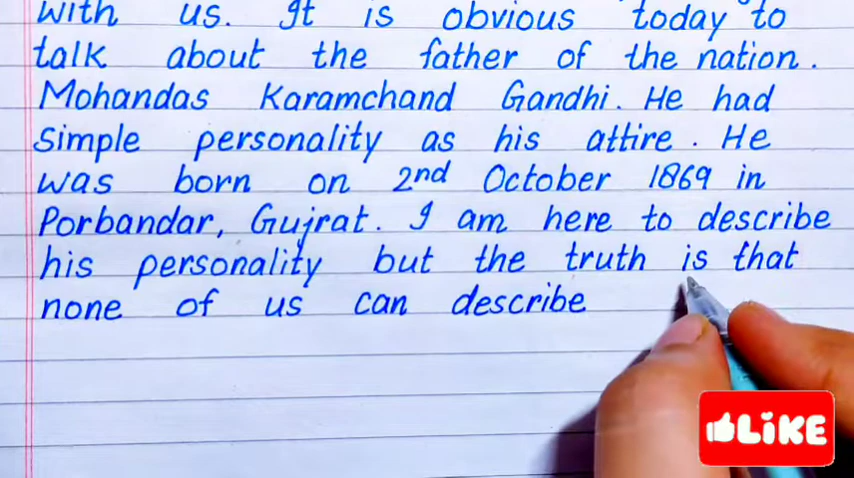 with us. It is obvious today to
talk about the father of the nation.
Mohandas Karamchand Gandhi. He had
simple personality as his attire. He
was born on 2nd October 1869 in
Porbandar, Gujrat. I am here to describe
his personality but the truth is that
none of us can describe
LIKE